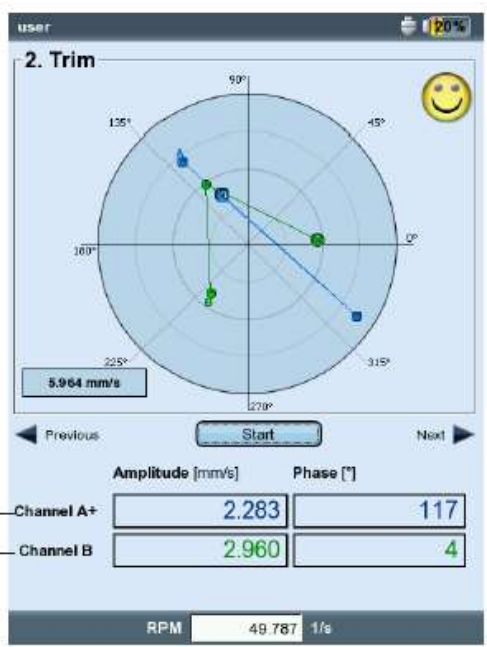 user
20%
2. Trim
90°
135°
45°
180°
0°
225°
315°
5.964 mm/s
270°
Previous
Start
Next
Amplitude [mm/s]
Phase [°]
Channel A+
2.283
117
Channel B
2.960
4
RPM
49.787
1/s